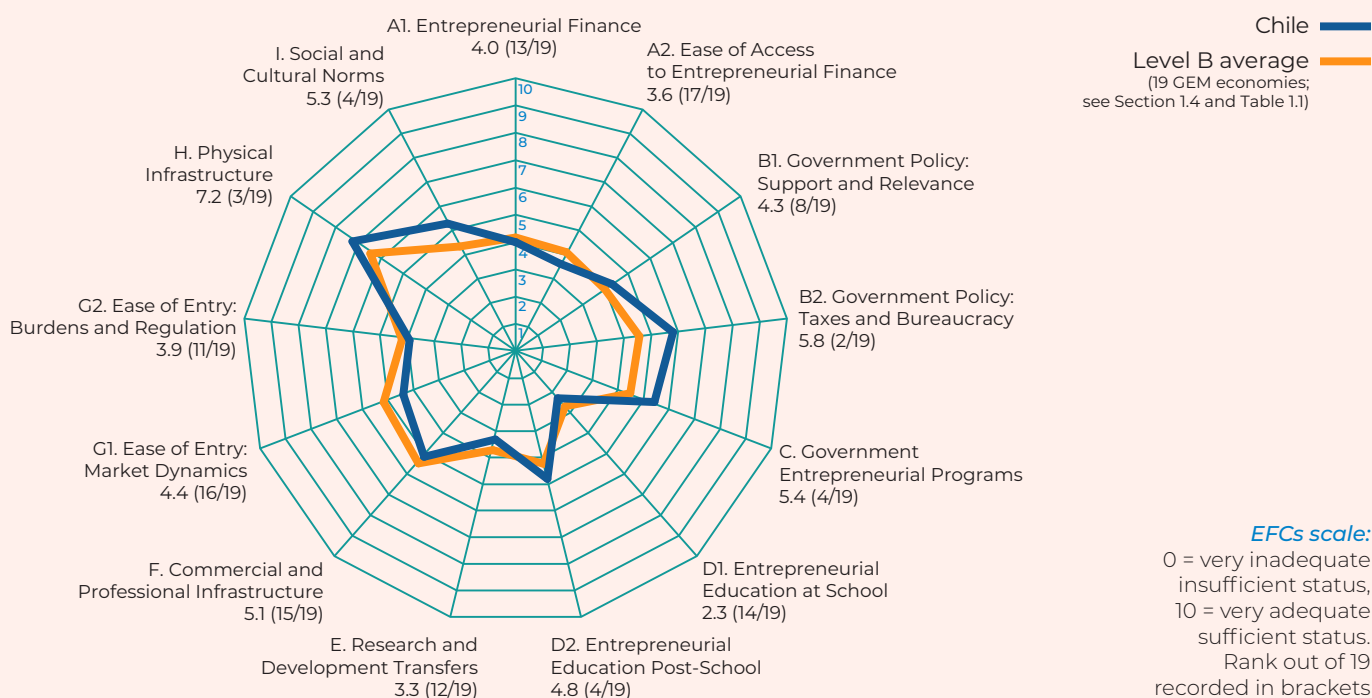 A1. Entrepreneurial Finance
4.0 (13/19)
A2. Ease of Access
to Entrepreneurial Finance
3.6 (17/19)
B1. Government Policy:
Support and Relevance
4.3 (8/19)
B2. Government Policy:
Taxes and Bureaucracy
5.8 (2/19)
C. Government
Entrepreneurial Programs
5.4 (4/19)
D1. Entrepreneurial
Education at School
2.3 (14/19)
D2. Entrepreneurial
Education Post-School
4.8 (4/19)
E. Research and
Development Transfers
3.3 (12/19)
F. Commercial and
Professional Infrastructure
5.1 (15/19)
G1. Ease of Entry:
Market Dynamics
4.4 (16/19)
G2. Ease of Entry:
Burdens and Regulation
3.9 (11/19)
H. Physical
Infrastructure
7.2 (3/19)
I. Social and
Cultural Norms
5.3 (4/19)
10
9
8
7
6
5
4
3
2
1
Chile
Level B average
(19 GEM economies;
see Section 1.4 and Table 1.1)
EFCs scale:
0 = very inadequate
insufficient status,
10 = very adequate
sufficient status.
Rank out of 19
recorded in brackets